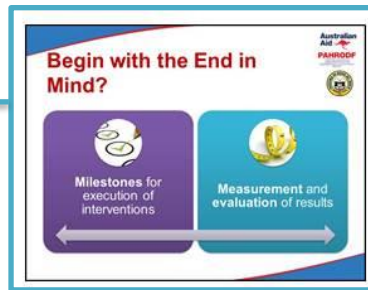 Begin with the End in
Mind?
Australian
Aid
PAHRODF
Milestones for
execution of
interventions
Measurement and
evaluation of results